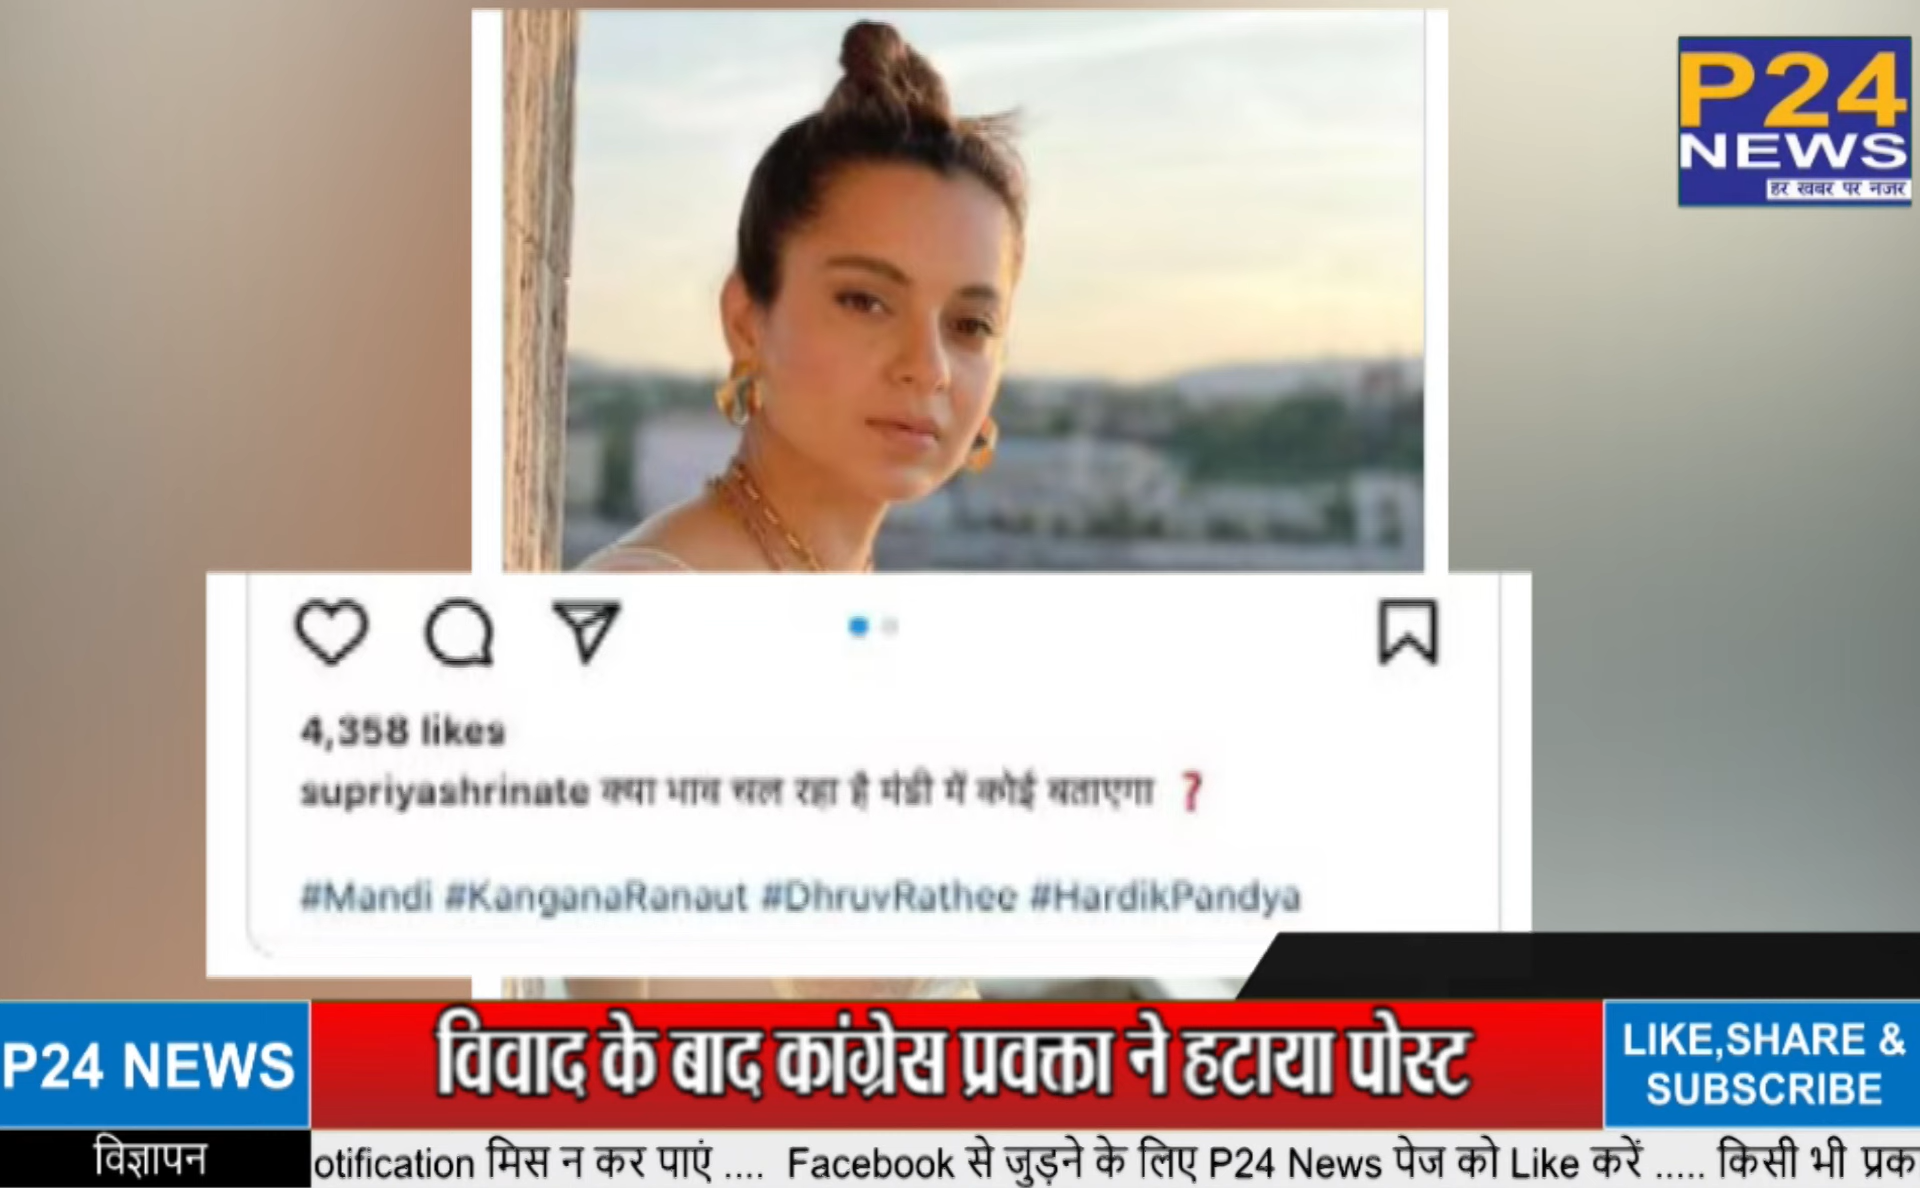 P24
NEWS
हर खबर पर नजर
4,358 likes
supriyashrinate क्या भाव चल रहा है मंडी में कोई बताएगा ❓
#Mandi #KanganaRanaut #DhruvRathee #HardikPandya
P24 NEWS
विवाद के बाद कांग्रेस प्रवक्ता ने हटाया पोस्ट
LIKE,SHARE &
SUBSCRIBE
विज्ञापन
otification मिस न कर पाएं .... Facebook से जुड़ने के लिए P24 News पेज को Like करें ..... किसी भी प्रक